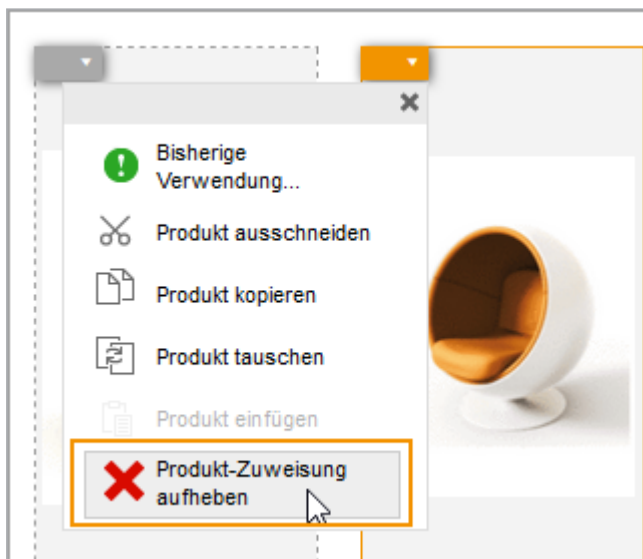 Bisherige
Verwendung...
Produkt ausschneiden
Produkt kopieren
Produkt tauschen
Produkt einfügen
Produkt-Zuweisung
aufheben